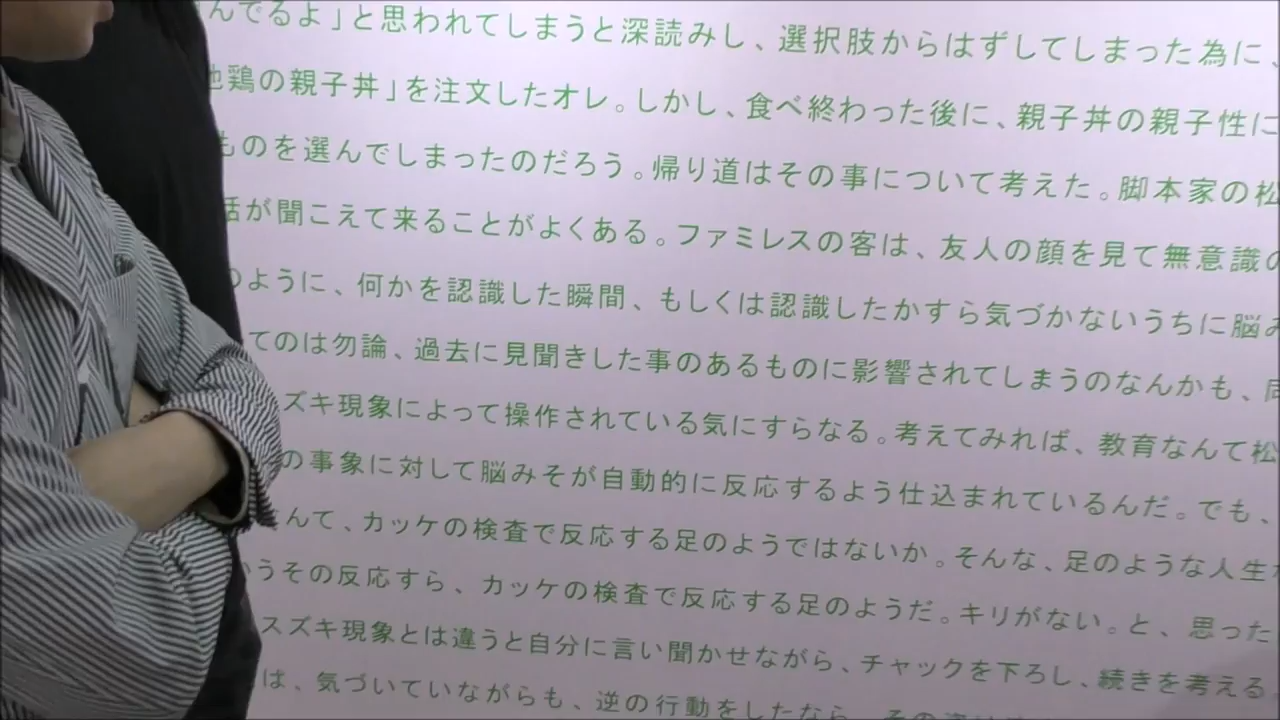 んでるよ」と思われてしまうと深読みし、選択肢からはずしてしまった為に、
地鶏の親子丼」を注文したオレ。しかし、食べ終わった後に、親子丼の親子性に
ものを選んでしまったのだろう。帰り道はその事について考えた。脚本家の松
話が聞こえて来ることがよくある。ファミレスの客は、友人の顔を見て無意識の
のように、何かを認識した瞬間、もしくは認識したかすら気づかないうちに脳み
てのは勿論、過去に見聞きした事のあるものに影響されてしまうのなんかも、同
ズキ現象によって操作されている気にすらなる。考えてみれば、教育なんて松
の事象に対して脳みそが自動的に反応するよう仕込まれているんだ。でも、
んて、カッケの検査で反応する足のようではないか。そんな、足のような人生
うその反応すら、カッケの検査で反応する足のようだ。キリがない。と、思った
スズキ現象とは違うと自分に言い聞かせながら、チャックを下ろし、続きを考える
は、気づいていながらも、逆の行動をしたなら、その